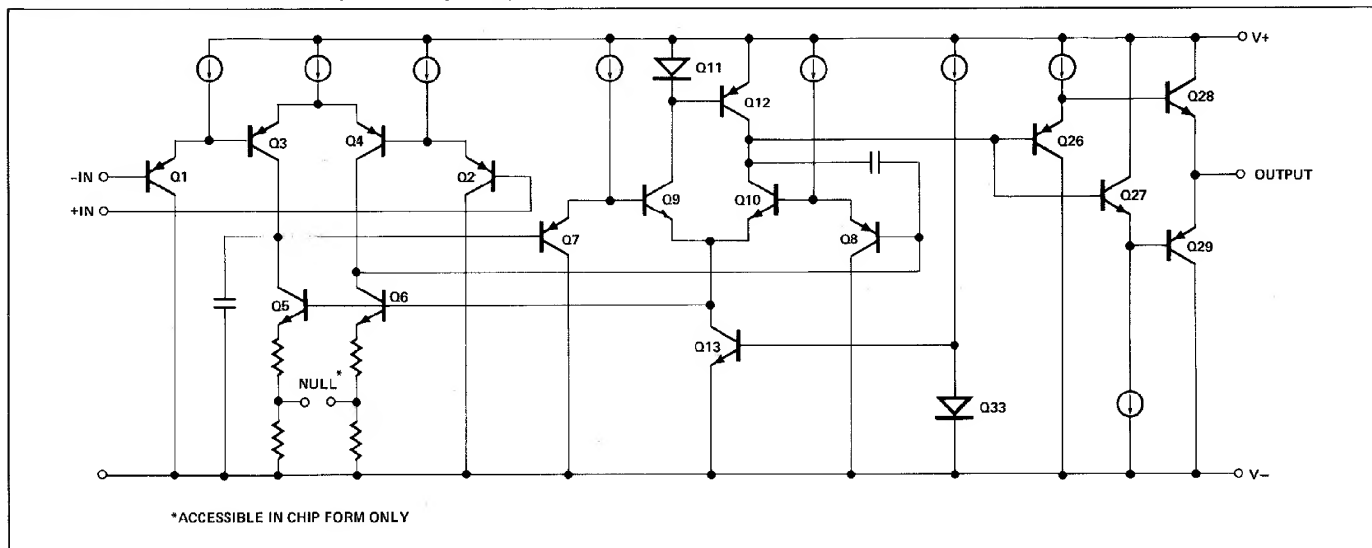 V+
Q11
Q12
Q28
Q3
Q4
Q26
–IN
Q1
Q2
OUTPUT
+IN
Q9
Q10
Q27
Q7
Q8
Q29
Q5
Q6
Q13
NULL*
Q33
V–
*ACCESSIBLE IN CHIP FORM ONLY